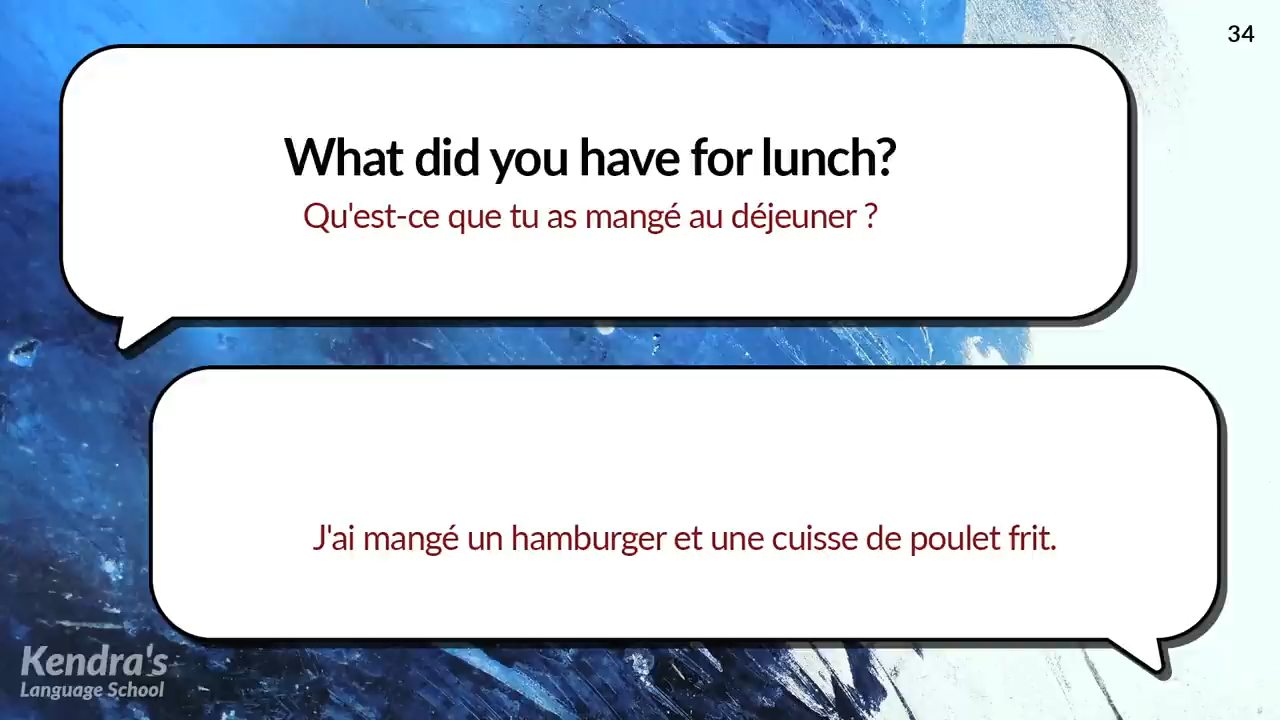 34
What did you have for lunch?
Qu'est-ce que tu as mangé au déjeuner ?
J'ai mangé un hamburger et une cuisse de poulet frit.
Kendra's
Language School